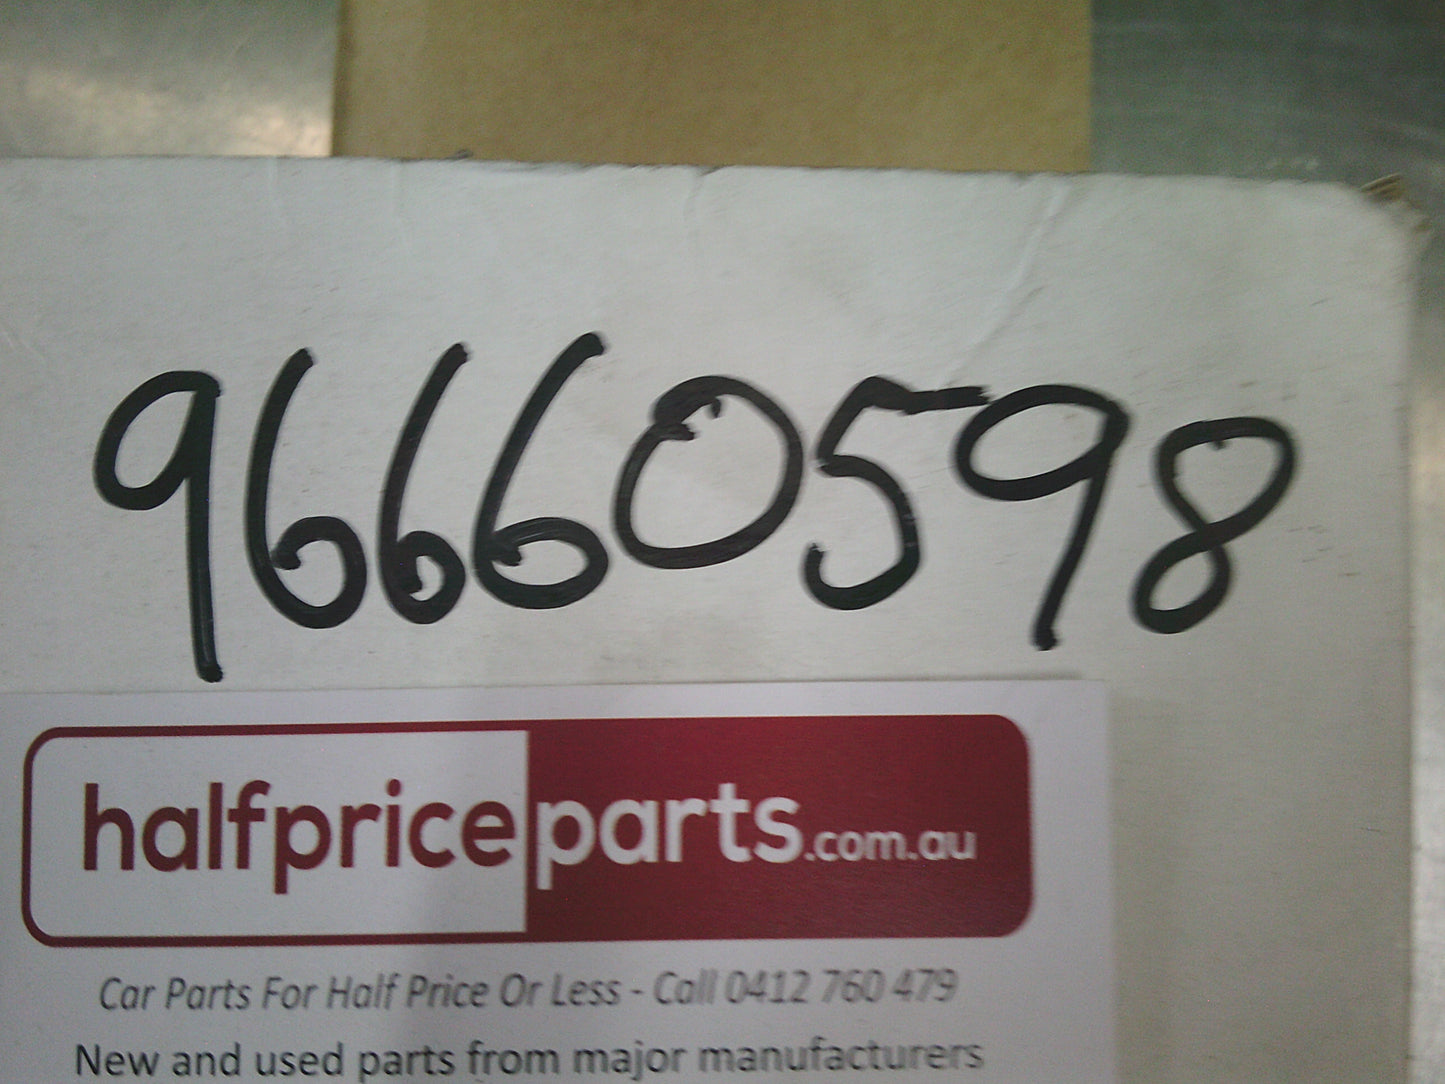 96660598
halfpriceparts.com.au
Car Parts For Half Price Or Less - Call 0412 760 479
New and used parts from major manufacturers